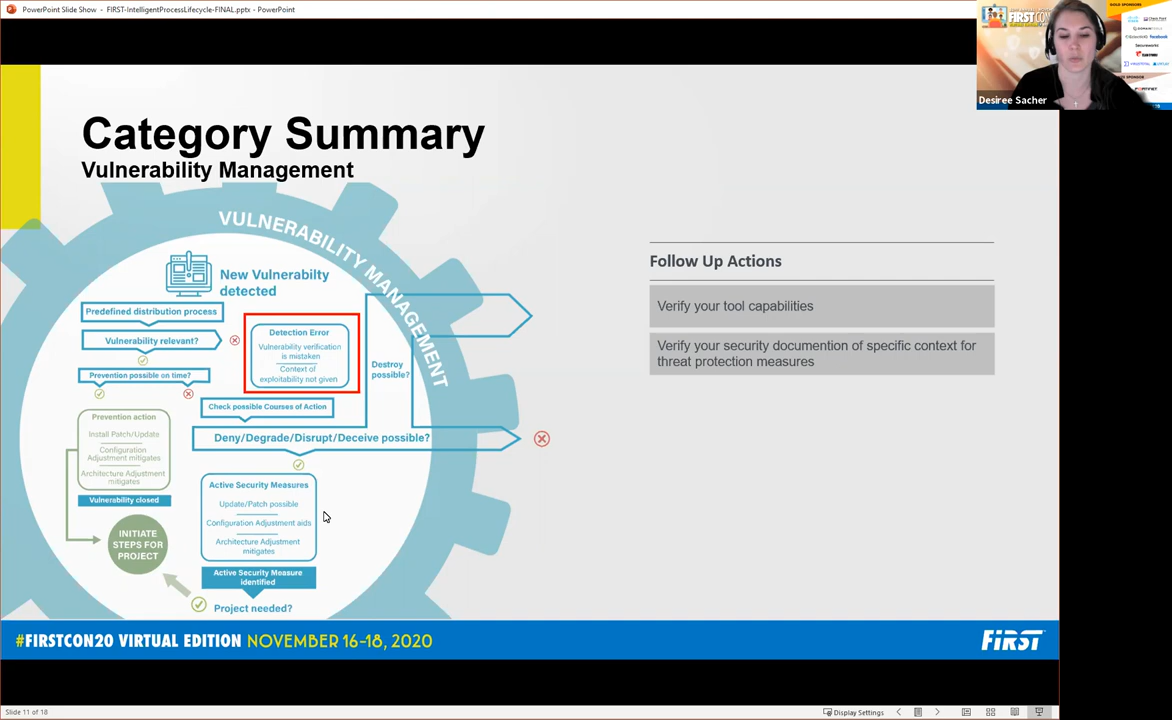 PowerPoint Slide Show - FIRST-IntelligentProcessLifecycle-FINAL.pptx - PowerPoint
Desiree Sacher
Category Summary
Vulnerability Management
VULNERABILITY MANAGEMENT
New Vulnerabilty
detected
Predefined distribution process
Vulnerability relevant?
Prevention possible on time?
Detection Error
Vulnerability verification
is mistaken
Context of
exploitability not given
Destroy
possible?
Check possible Courses of Action
Deny/Degrade/Disrupt/Deceive possible?
Prevention action
Install Patch/Update
Configuration
Adjustment mitigates
Architecture Adjustment
mitigates
Vulnerability closed
INITIATE
STEPS FOR
PROJECT
Active Security Measures
Update/Patch possible
Configuration Adjustment aids
Architecture Adjustment
mitigates
Active Security Measure
identified
Project needed?
Follow Up Actions
Verify your tool capabilities
Verify your security documention of specific context for
threat protection measures
#FIRSTCON20 VIRTUAL EDITION NOVEMBER 16-18, 2020
FIRST
Slide 11 of 18
Display Settings